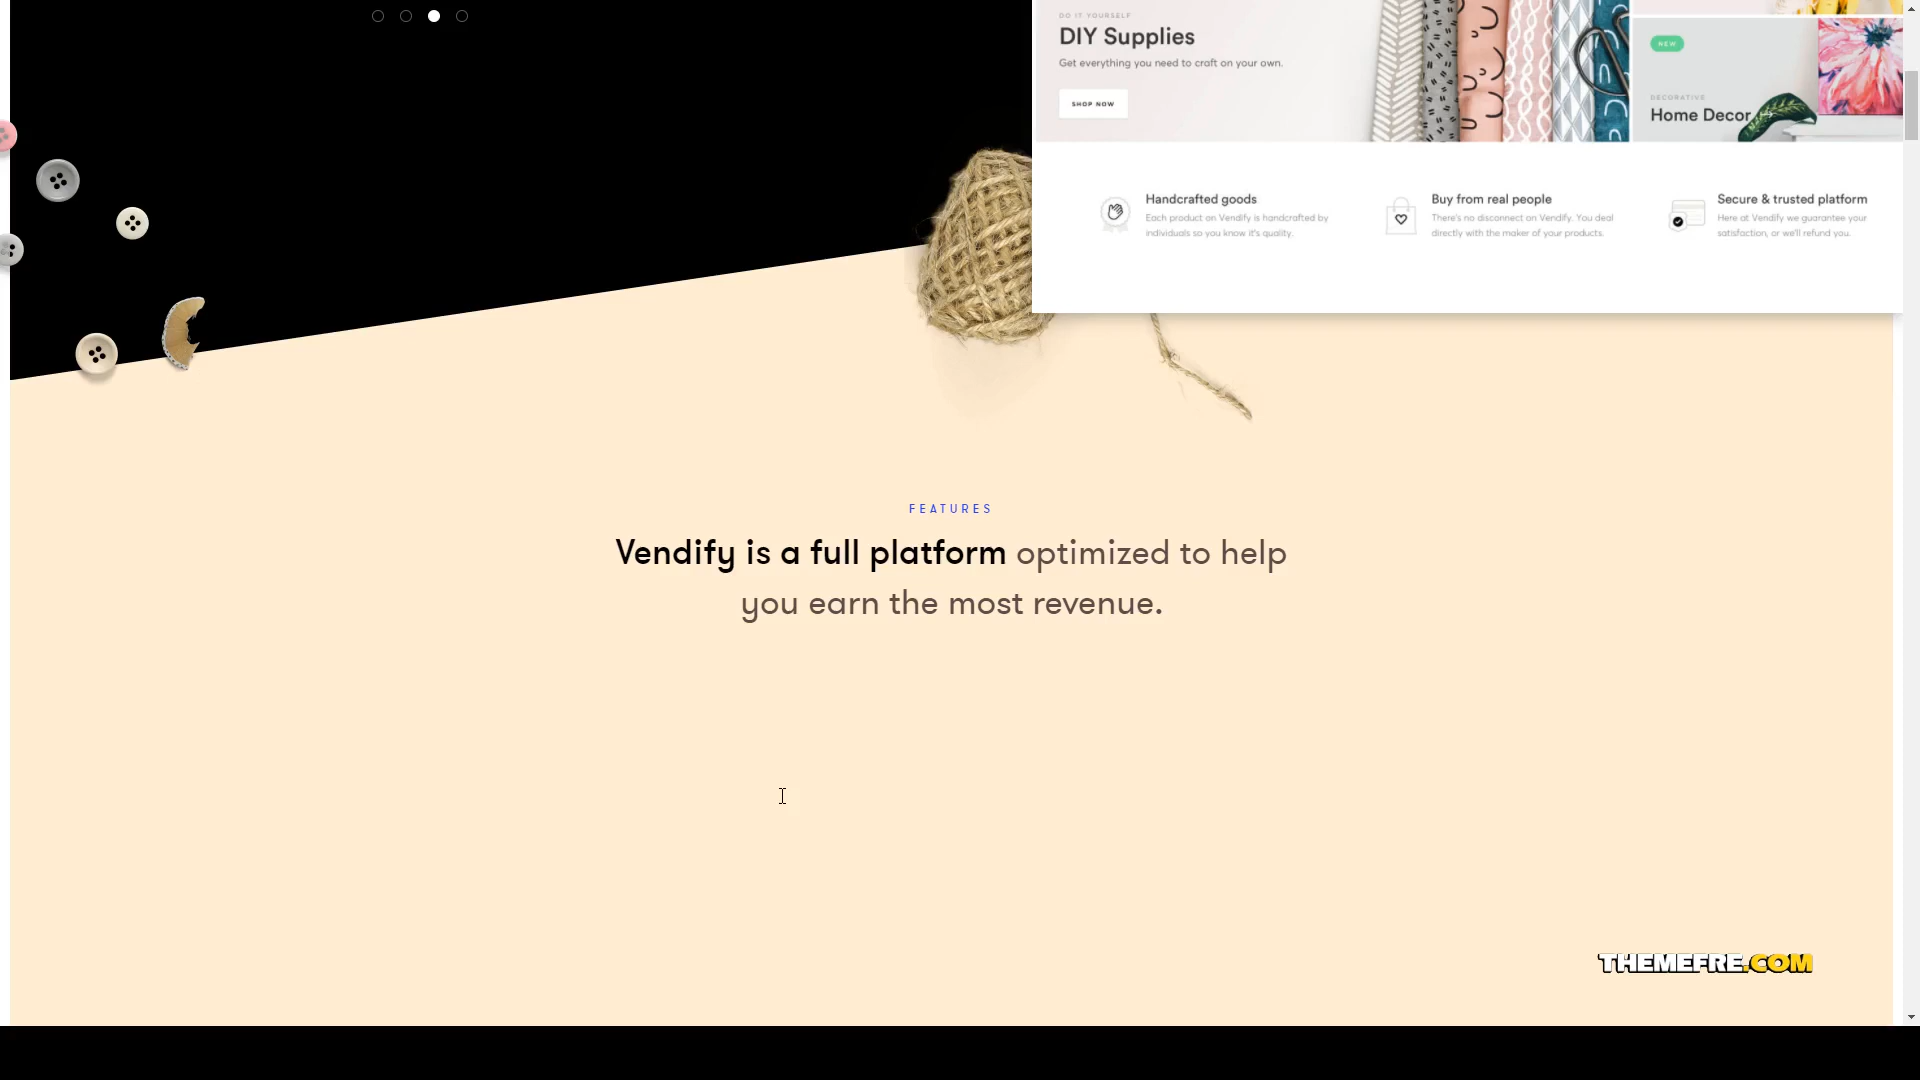 DO IT YOURSELF
DIY Supplies
Get everything you need to craft on your own.
SHOP NOW
NEW
DECORATIVE
Home Decor
Handcrafted goods
Each product on Vendify is handcrafted by
individuals so you know it's quality.
Buy from real people
There's no disconnect on Vendify. You deal
directly with the maker of your products.
Secure & trusted platform
Here at Vendify we guarantee your
satisfaction, or we'll refund you.
FEATURES
Vendify is a full platform optimized to help
you earn the most revenue.
THEMEFRE.COM